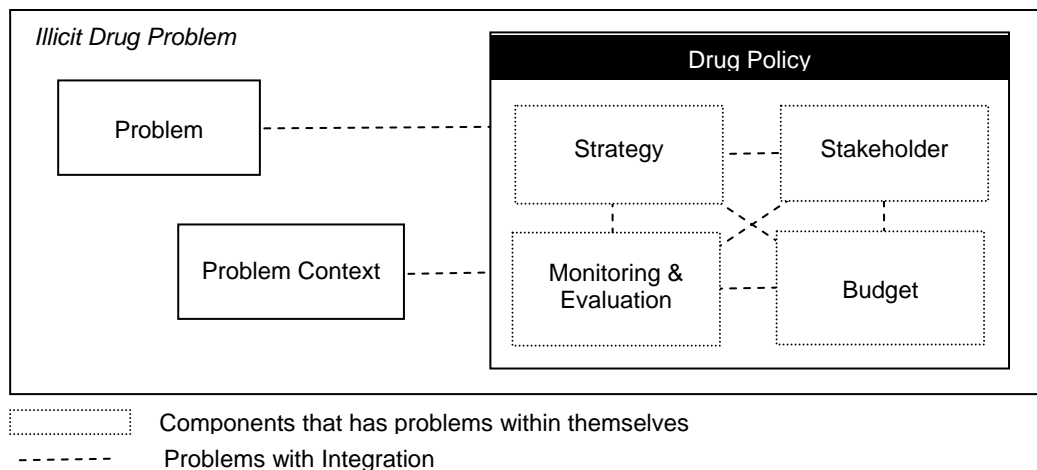 Illicit Drug Problem
Drug Policy
Problem
Strategy
Stakeholder
Problem Context
Monitoring &
Evaluation
Budget
Components that has problems within themselves
Problems with Integration